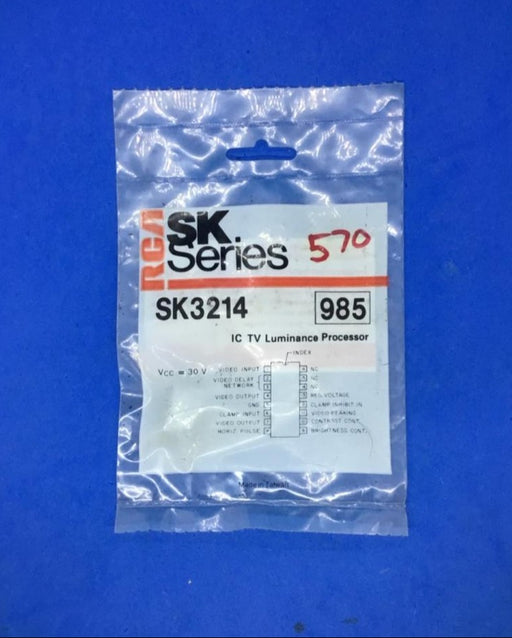 RCA
SK
Series
570
SK3214 985
IC TV Luminance Processor
INDEX
VCC = 30 V
VIDEO INPUT NC
VIDEO DELAY NETWORK NC
NC
VIDEO OUTPUT REG. VOLTAGE
GND CLAMP INHIBIT IN
CLAMP INPUT VIDEO PEAKING
VIDEO OUTPUT CONTRAST CONT.
HORIZ PULSE BRIGHTNESS CONT.
Made in Taiwan